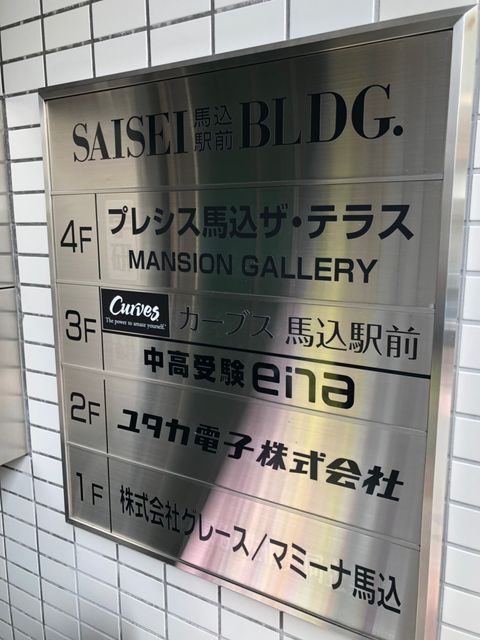 SAISEI 馬込駅前 BLDG.
4F プレシス馬込ザ・テラス
MANSION GALLERY
3F Curves カーブス 馬込駅前
The power to amaze yourself.
中高受験 ena
2F ユタカ電子株式会社
1F 株式会社グレース/マミーナ馬込